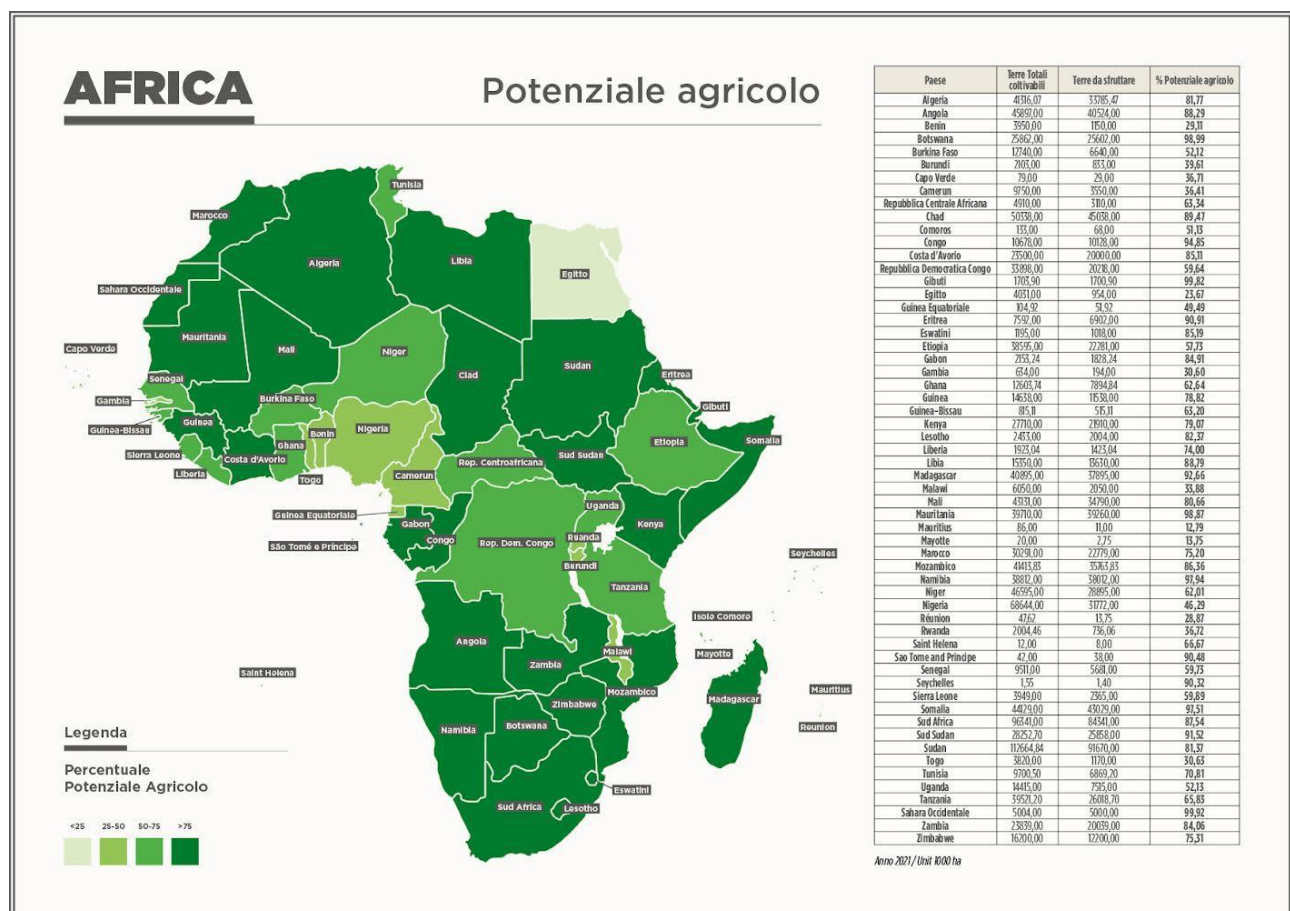 AFRICA
Potenziale agricolo
Tunisia
Marocco
Algeria
Libia
Egitto
Sahara Occidentale
Mauritania
Mali
Niger
Capo Verde
Ciad
Sudan
Senegal
Eritrea
Gambia
Burkina Faso
Gibuti
Guinea-Bissau
Guinea
Benin
Nigeria
Ghana
Etiopia
Somalia
Sierra Leone
Costa d'Avorio
Rep. Centroafricana
Sud Sudan
Liberia
Togo
Camerun
Guinea Equatoriale
Uganda
Gabon
Kenya
São Tomé e Príncipe
Congo
Rep. Dem. Congo
Ruanda
Seychelles
Burundi
Tanzania
Isole Comore
Angola
Malawi
Mayotte
Zambia
Saint Helena
Mozambico
Mauritius
Madagascar
Zimbabwe
Namibia
Botswana
Reunion
Eswatini
Sud Africa
Lesotho
Legenda
Percentuale
Potenziale Agricolo
<25 25-50 50-75 >75
Paese Terre Totali coltivabili Terre da sfruttare % Potenziale agricolo
Algeria 41316,07 33785,47 81,77
Angola 45897,00 40524,00 88,29
Benin 3950,00 1150,00 29,11
Botswana 25862,00 25602,00 98,99
Burkina Faso 12740,00 6640,00 52,12
Burundi 2103,00 833,00 39,61
Capo Verde 79,00 29,00 36,71
Camerun 9750,00 3550,00 36,41
Repubblica Centrale Africana 4910,00 3110,00 63,34
Chad 50338,00 45038,00 89,47
Comoros 133,00 68,00 51,13
Congo 10678,00 10128,00 94,85
Costa d'Avorio 23500,00 20000,00 85,11
Repubblica Democratica Congo 33898,00 20218,00 59,64
Gibuti 1703,90 1700,90 99,82
Egitto 4031,00 954,00 23,67
Guinea Equatoriale 104,92 51,92 49,49
Eritrea 7592,00 6902,00 90,91
Eswatini 1195,00 1018,00 85,19
Etiopia 38595,00 22281,00 57,73
Gabon 2153,24 1828,24 84,91
Gambia 634,00 194,00 30,60
Ghana 12603,74 7894,84 62,64
Guinea 14638,00 11538,00 78,82
Guinea-Bissau 815,11 515,11 63,20
Kenya 27710,00 21910,00 79,07
Lesotho 2433,00 2004,00 82,37
Liberia 1923,04 1423,04 74,00
Libia 15350,00 13630,00 88,79
Madagascar 40895,00 37895,00 92,66
Malawi 6050,00 2050,00 33,88
Mali 43131,00 34790,00 80,66
Mauritania 39710,00 39260,00 98,87
Mauritius 86,00 11,00 12,79
Mayotte 20,00 2,75 13,75
Marocco 30291,00 22779,00 75,20
Mozambico 41413,83 35763,83 86,36
Namibia 38812,00 38012,00 97,94
Niger 46595,00 28895,00 62,01
Nigeria 68644,00 31772,00 46,29
Réunion 47,62 13,75 28,87
Rwanda 2004,46 736,06 36,72
Saint Helena 12,00 8,00 66,67
Sao Tome and Principe 42,00 38,00 90,48
Senegal 9511,00 5681,00 59,73
Seychelles 1,55 1,40 90,32
Sierra Leone 3949,00 2365,00 59,89
Somalia 44129,00 43029,00 97,51
Sud Africa 96341,00 84341,00 87,54
Sud Sudan 28252,70 25858,00 91,52
Sudan 112664,84 91670,00 81,37
Togo 3820,00 1170,00 30,63
Tunisia 9700,50 6869,20 70,81
Uganda 14415,00 7515,00 52,13
Tanzania 39521,20 26018,70 65,83
Sahara Occidentale 5004,00 5000,00 99,92
Zambia 23839,00 20039,00 84,06
Zimbabwe 16200,00 12200,00 75,31
Anno 2021 / Unit 1000 ha